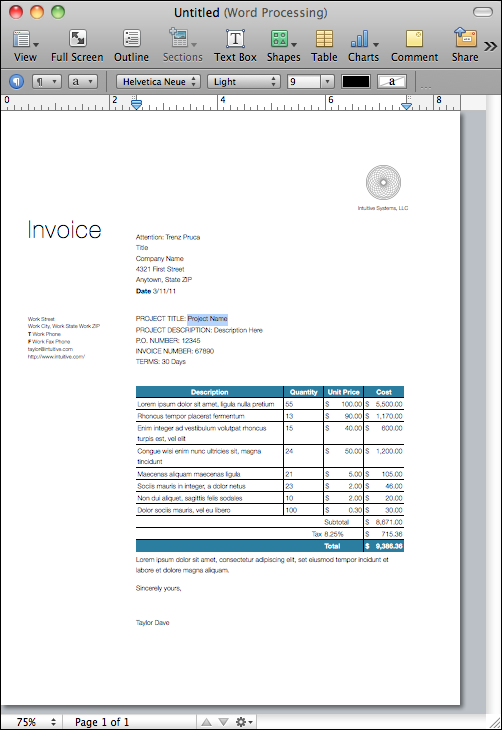 Untitled (Word Processing)
View Full Screen Outline Sections Text Box Shapes Table Charts Comment Share
¶ a Helvetica Neue Light 9 a
0 2 4 6 8
Intuitive Systems, LLC
Invoice
Attention: Trenz Pruca
Title
Company Name
4321 First Street
Anytown, State ZIP
Date 3/11/11
Work Street
Work City, Work State Work ZIP
T Work Phone
F Work Fax Phone
taylor@intuitive.com
http://www.intuitive.com/
PROJECT TITLE: Project Name
PROJECT DESCRIPTION: Description Here
P.O. NUMBER: 12345
INVOICE NUMBER: 67890
TERMS: 30 Days
Description Quantity Unit Price Cost
Lorem ipsum dolor sit amet, ligula nulla pretium 55 $ 100.00 $ 5,500.00
Rhoncus tempor placerat fermentum 13 $ 90.00 $ 1,170.00
Enim integer ad vestibulum volutpat rhoncus 15 $ 40.00 $ 600.00
turpis est, vel elit
Congue wisi enim nunc ultricies sit, magna 24 $ 50.00 $ 1,200.00
tincidunt
Maecenas aliquam maecenas ligula 21 $ 5.00 $ 105.00
Sociis mauris in integer, a dolor netus 23 $ 2.00 $ 46.00
Non dui aliquet, sagittis felis sodales 10 $ 2.00 $ 20.00
Dolor sociis mauris, vel eu libero 100 $ 0.30 $ 30.00
Subtotal $ 8,671.00
Tax 8.25% $ 715.36
Total $ 9,386.36
Lorem ipsum dolor sit amet, consectetur adipiscing elit, set eiusmod tempor incidunt et
labore et dolore magna aliquam.
Sincerely yours,
Taylor Dave
75% Page 1 of 1